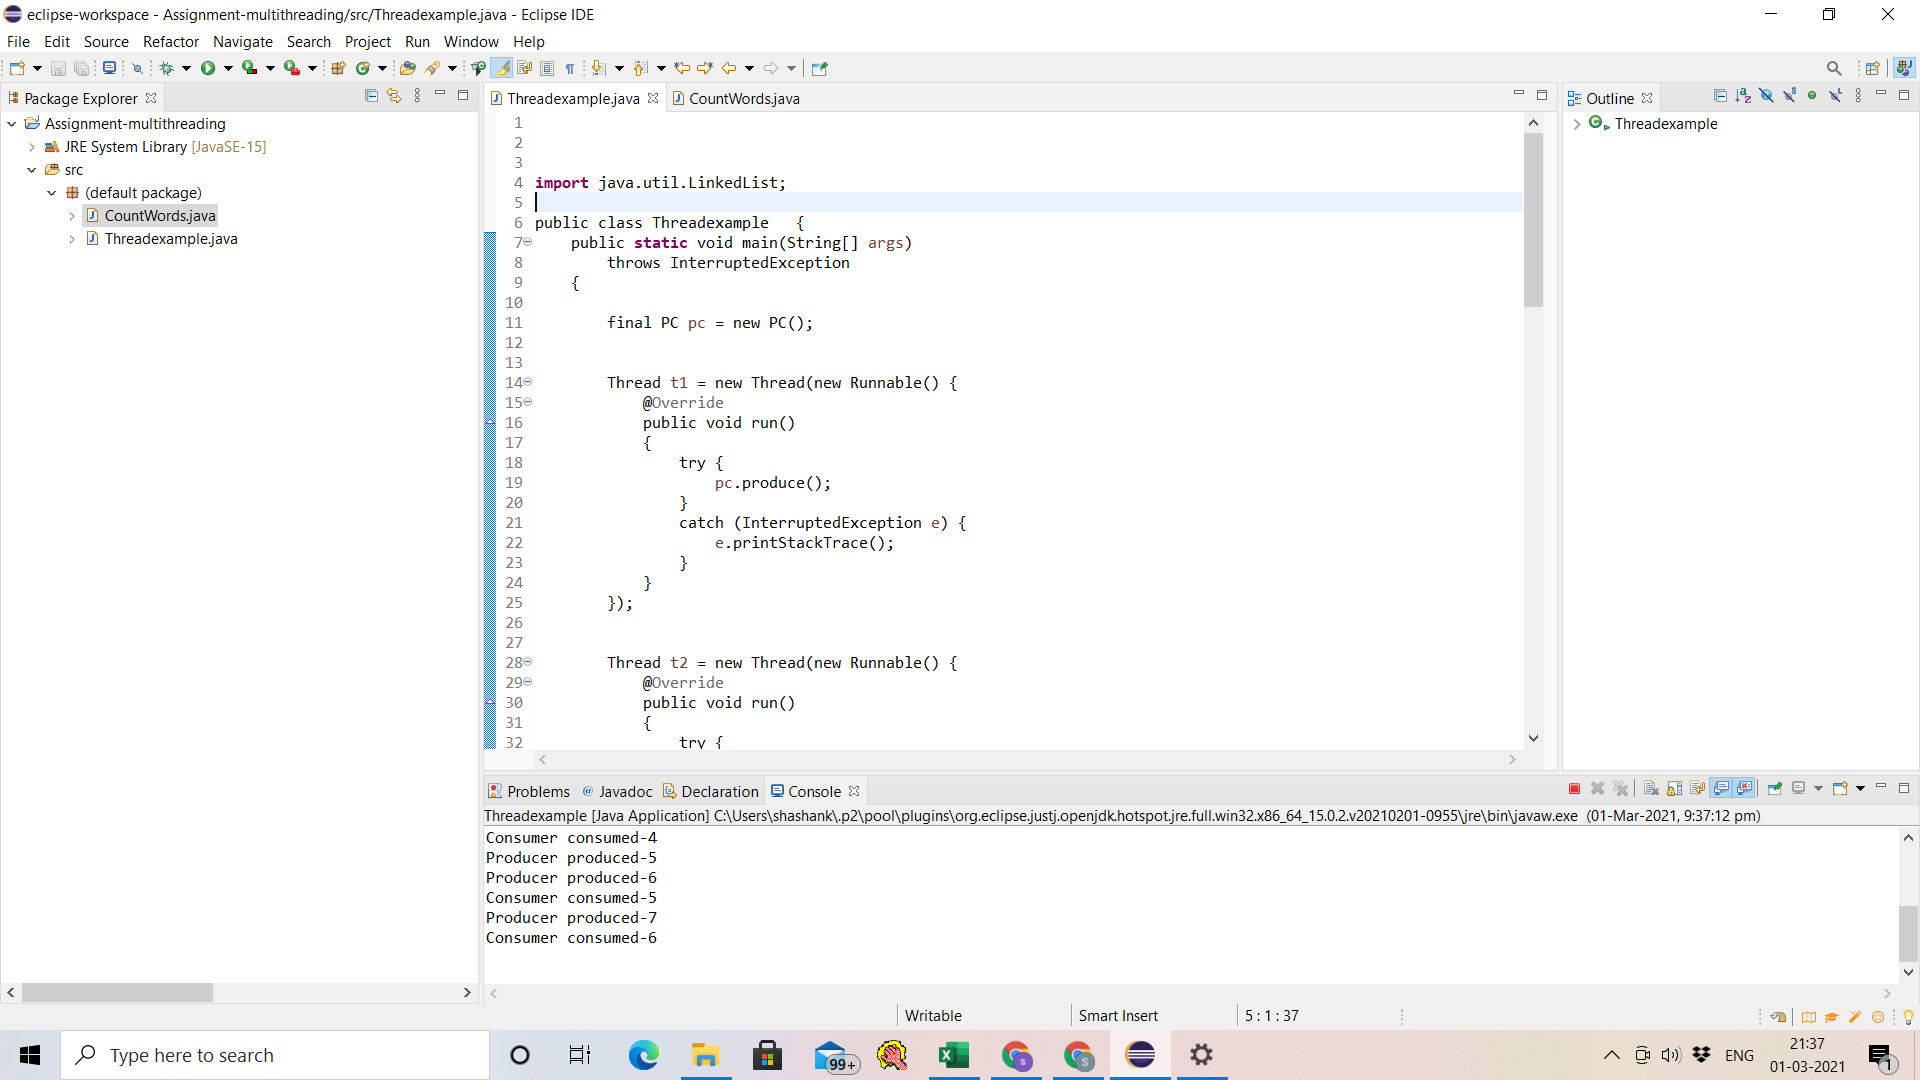 eclipse-workspace - Assignment-multithreading/src/Threadexample.java - Eclipse IDE
File Edit Source Refactor Navigate Search Project Run Window Help
Package Explorer
Assignment-multithreading
JRE System Library [JavaSE-15]
src
(default package)
CountWords.java
Threadexample.java
Threadexample.java CountWords.java
1
2
3
4 import java.util.LinkedList;
5
6 public class Threadexample   {
7     public static void main(String[] args)
8         throws InterruptedException
9     {
10
11         final PC pc = new PC();
12
13
14         Thread t1 = new Thread(new Runnable() {
15             @Override
16             public void run()
17             {
18                 try {
19                     pc.produce();
20                 }
21                 catch (InterruptedException e) {
22                     e.printStackTrace();
23                 }
24             }
25         });
26
27
28         Thread t2 = new Thread(new Runnable() {
29             @Override
30             public void run()
31             {
32                 try {
Outline
Threadexample
Problems @ Javadoc Declaration Console
Threadexample [Java Application] C:\Users\shashank\.p2\pool\plugins\org.eclipse.justj.openjdk.hotspot.jre.full.win32.x86_64_15.0.2.v20210201-0955\jre\bin\javaw.exe (01-Mar-2021, 9:37:12 pm)
Consumer consumed-4
Producer produced-5
Producer produced-6
Consumer consumed-5
Producer produced-7
Consumer consumed-6
Writable Smart Insert 5 : 1 : 37
Type here to search
99+
S
S
ENG
21:37
01-03-2021
1